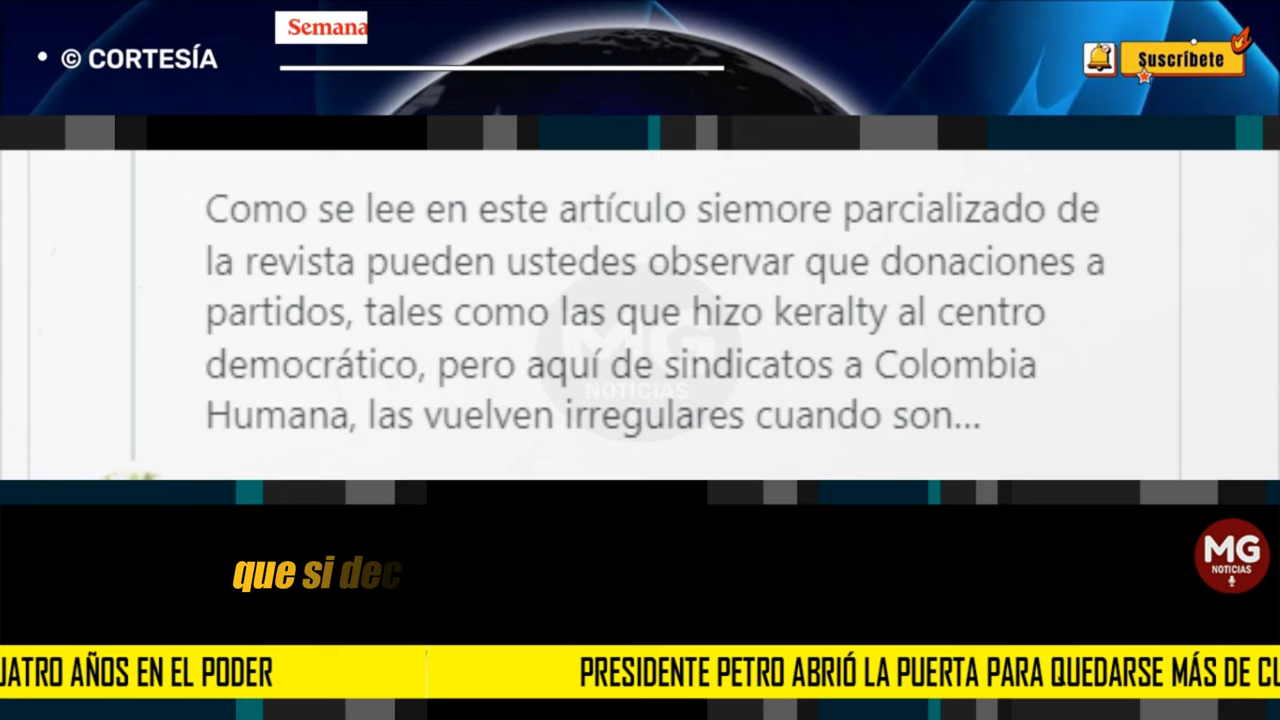 Semana
• © CORTESÍA
Suscríbete
Como se lee en este artículo siemore parcializado de
la revista pueden ustedes observar que donaciones a
partidos, tales como las que hizo keralty al centro
democrático, pero aquí de sindicatos a Colombia
Humana, las vuelven irregulares cuando son...
MG
NOTICIAS
que si dec
MG
NOTICIAS
UATRO AÑOS EN EL PODER
PRESIDENTE PETRO ABRIÓ LA PUERTA PARA QUEDARSE MÁS DE CU